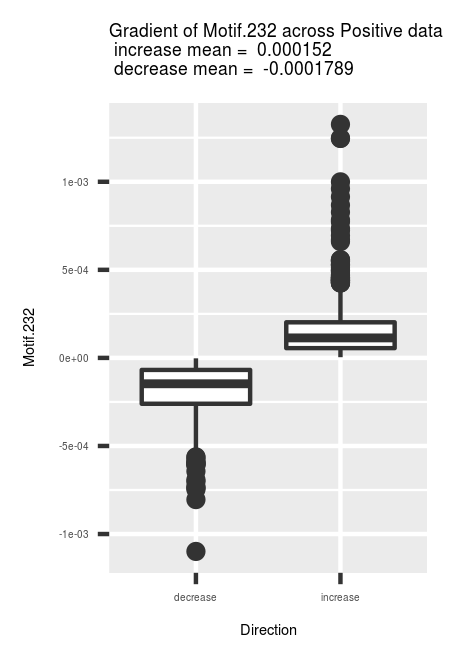 Gradient of Motif.232 across Positive data
increase mean =  0.000152
decrease mean =  -0.0001789
1e-03
5e-04
0e+00
-5e-04
-1e-03
Motif.232
decrease
increase
Direction